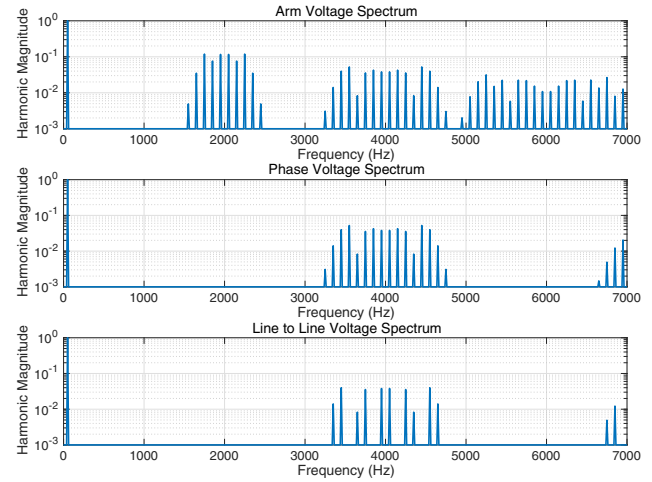 Arm Voltage Spectrum
Harmonic Magnitude
10^0
10^-1
10^-2
10^-3
0 1000 2000 3000 4000 5000 6000 7000
Frequency (Hz)
Phase Voltage Spectrum
Harmonic Magnitude
10^0
10^-1
10^-2
10^-3
0 1000 2000 3000 4000 5000 6000 7000
Frequency (Hz)
Line to Line Voltage Spectrum
Harmonic Magnitude
10^0
10^-1
10^-2
10^-3
0 1000 2000 3000 4000 5000 6000 7000
Frequency (Hz)